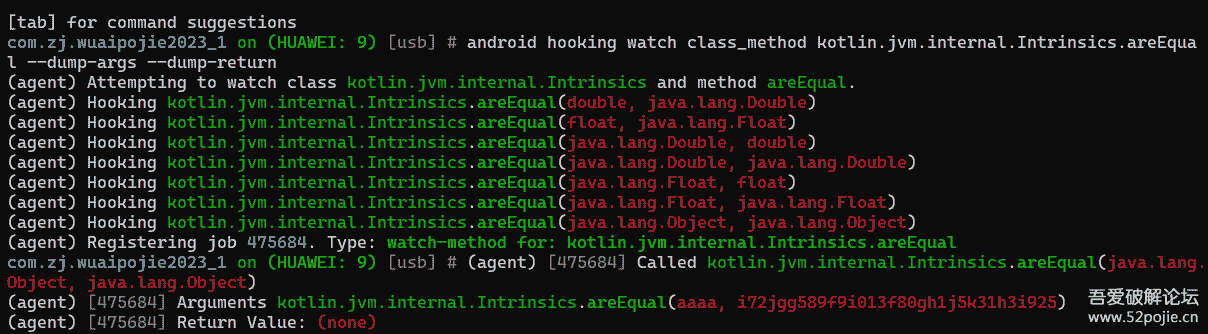 [tab] for command suggestions
com.zj.wuaipojie2023_1 on (HUAWEI: 9) [usb] # android hooking watch class_method kotlin.jvm.internal.Intrinsics.areEqua
l --dump-args --dump-return
(agent) Attempting to watch class kotlin.jvm.internal.Intrinsics and method areEqual.
(agent) Hooking kotlin.jvm.internal.Intrinsics.areEqual(double, java.lang.Double)
(agent) Hooking kotlin.jvm.internal.Intrinsics.areEqual(float, java.lang.Float)
(agent) Hooking kotlin.jvm.internal.Intrinsics.areEqual(java.lang.Double, double)
(agent) Hooking kotlin.jvm.internal.Intrinsics.areEqual(java.lang.Double, java.lang.Double)
(agent) Hooking kotlin.jvm.internal.Intrinsics.areEqual(java.lang.Float, float)
(agent) Hooking kotlin.jvm.internal.Intrinsics.areEqual(java.lang.Float, java.lang.Float)
(agent) Hooking kotlin.jvm.internal.Intrinsics.areEqual(java.lang.Object, java.lang.Object)
(agent) Registering job 475684. Type: watch-method for: kotlin.jvm.internal.Intrinsics.areEqual
com.zj.wuaipojie2023_1 on (HUAWEI: 9) [usb] # (agent) [475684] Called kotlin.jvm.internal.Intrinsics.areEqual(java.lang.
Object, java.lang.Object)
(agent) [475684] Arguments kotlin.jvm.internal.Intrinsics.areEqual(aaaa, i72jgg589f9i013f80gh1j5k31h3i925)
(agent) [475684] Return Value: (none)
吾爱破解论坛
www.52pojie.cn